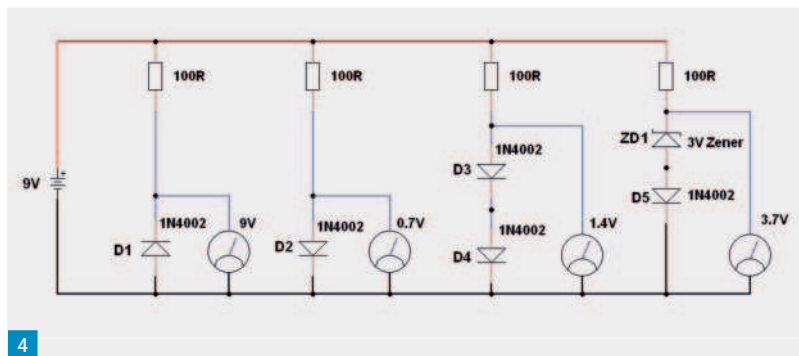 100R
100R
100R
100R
1N4002
ZD1 3V Zener
D3
9V
D5 1N4002
1N4002 9V
1N4002 0.7V
1N4002 1.4V
3.7V
D1
D2
D4
4